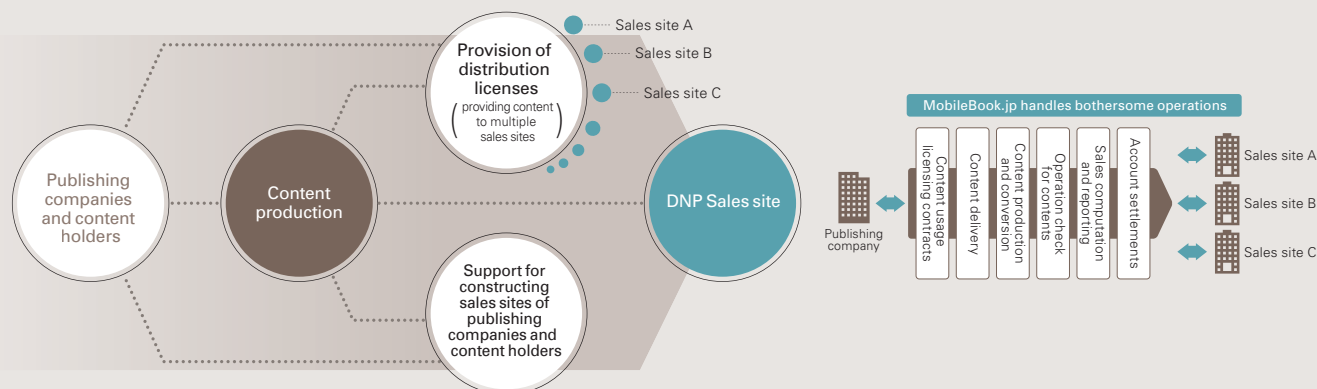 Publishing
companies
and content
holders
Content
production
Provision of
distribution
licenses
( providing content
to multiple
sales sites )
Sales site A
Sales site B
Sales site C
Support for
constructing
sales sites of
publishing
companies and
content holders
DNP Sales site
MobileBook.jp handles bothersome operations
Publishing
company
Content usage
licensing contracts
Content delivery
Content production
and conversion
Operation check
for contents
Sales computation
and reporting
Account settlements
Sales site A
Sales site B
Sales site C